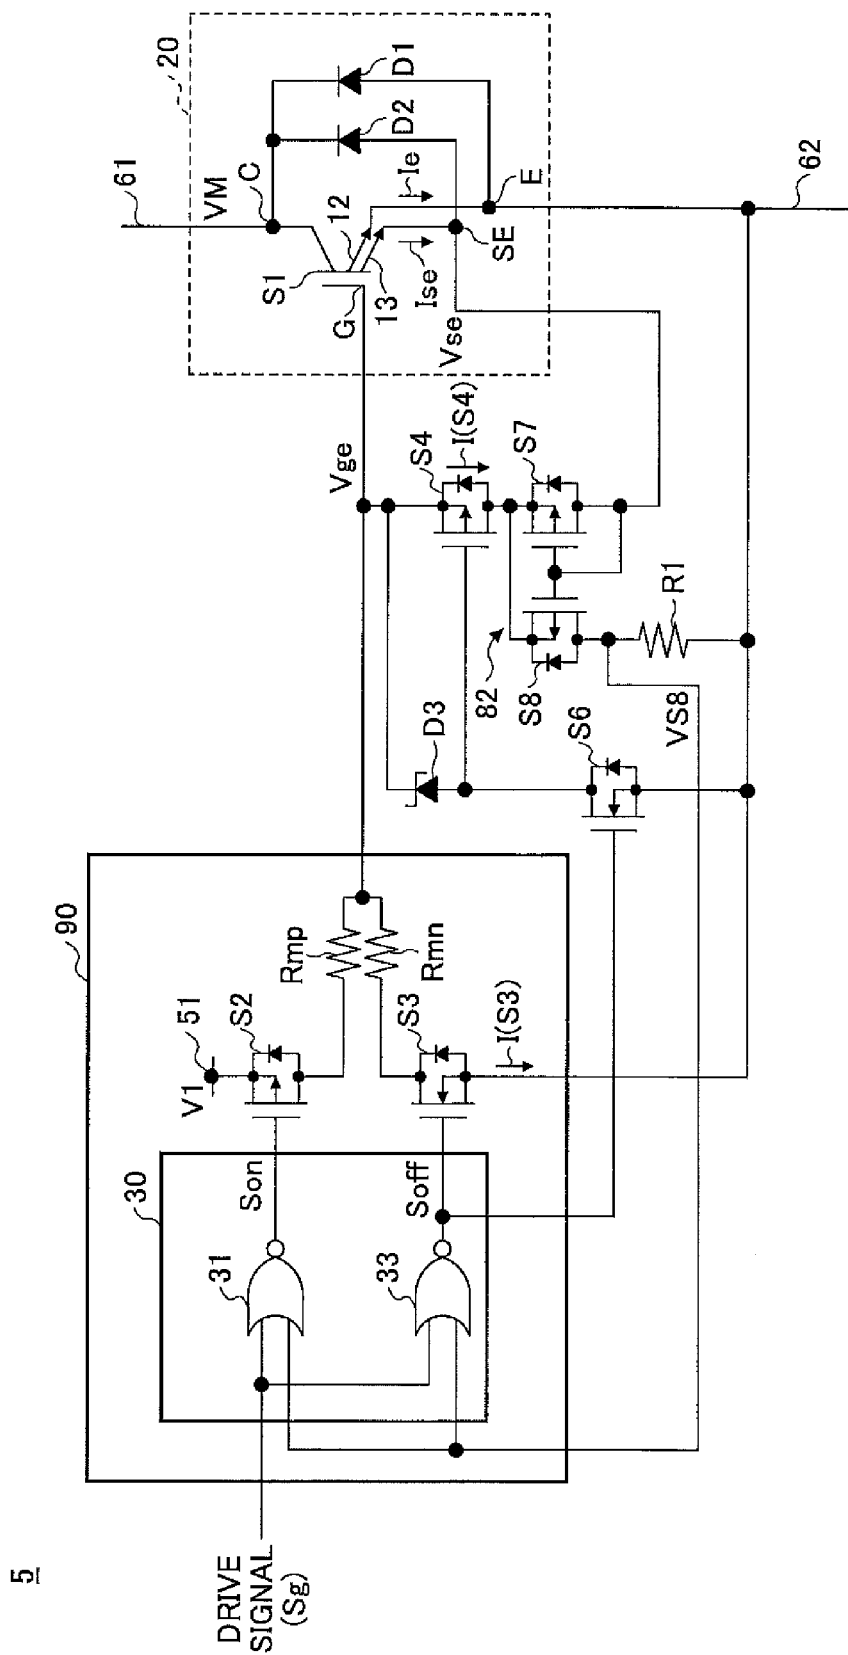 5
DRIVE
SIGNAL
(Sg)
90
30
31
33
Son
Soff
V1
51
S2
S3
I(S3)
Rmp
Rmn
D3
S6
82
S8
VS8
R1
S4
I(S4)
S7
Vge
20
61
VM
C
D1
D2
S1
G
12
13
Ie
Ise
SE
E
Vse
62